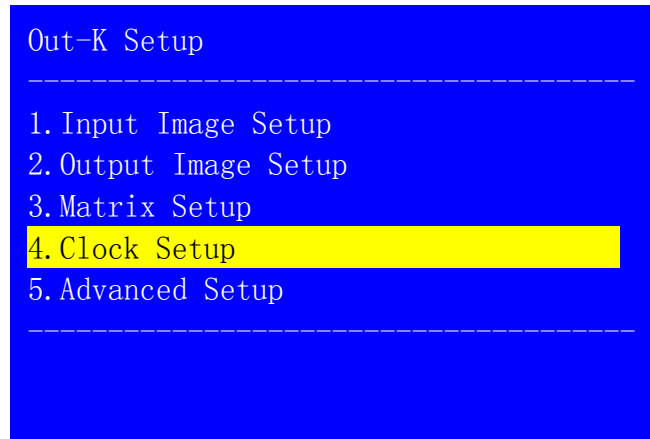 Out-K Setup
--------------------------------------
1.Input Image Setup
2.Output Image Setup
3.Matrix Setup
4.Clock Setup
5.Advanced Setup
--------------------------------------